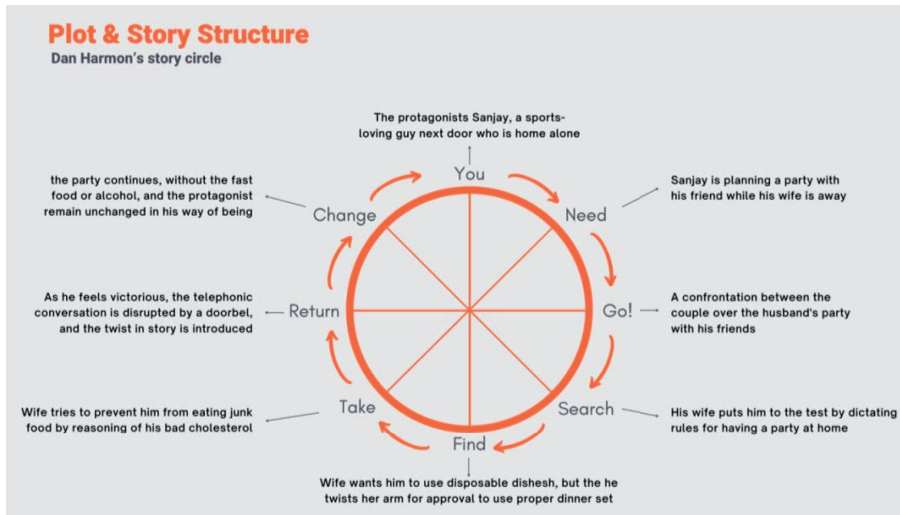 Plot & Story Structure
Dan Harmon's story circle
The protagonists Sanjay, a sports-
loving guy next door who is home alone
You
Sanjay is planning a party with
his friend while his wife is away
Need
A confrontation between the
couple over the husband's party
with his friends
Go!
His wife puts him to the test by dictating
rules for having a party at home
Search
Find
Wife wants him to use disposable dishesh, but the he
twists her arm for approval to use proper dinner set
Take
Wife tries to prevent him from eating junk
food by reasoning of his bad cholesterol
Return
As he feels victorious, the telephonic
conversation is disrupted by a doorbel,
and the twist in story is introduced
Change
the party continues, without the fast
food or alcohol, and the protagonist
remain unchanged in his way of being